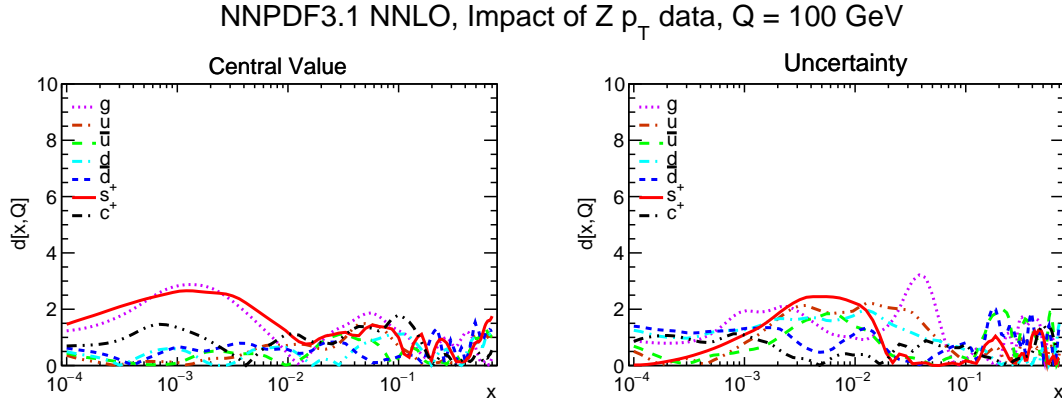 NNPDF3.1 NNLO, Impact of Z p_T data, Q = 100 GeV
Central Value
d[x,Q]
10
8
6
4
2
0
g
u
u̅
d
d̅
s⁺
c⁺
10⁻⁴
10⁻³
10⁻²
10⁻¹
x
Uncertainty
d[x,Q]
10
8
6
4
2
0
g
u
u̅
d
d̅
s⁺
c⁺
10⁻⁴
10⁻³
10⁻²
10⁻¹
x